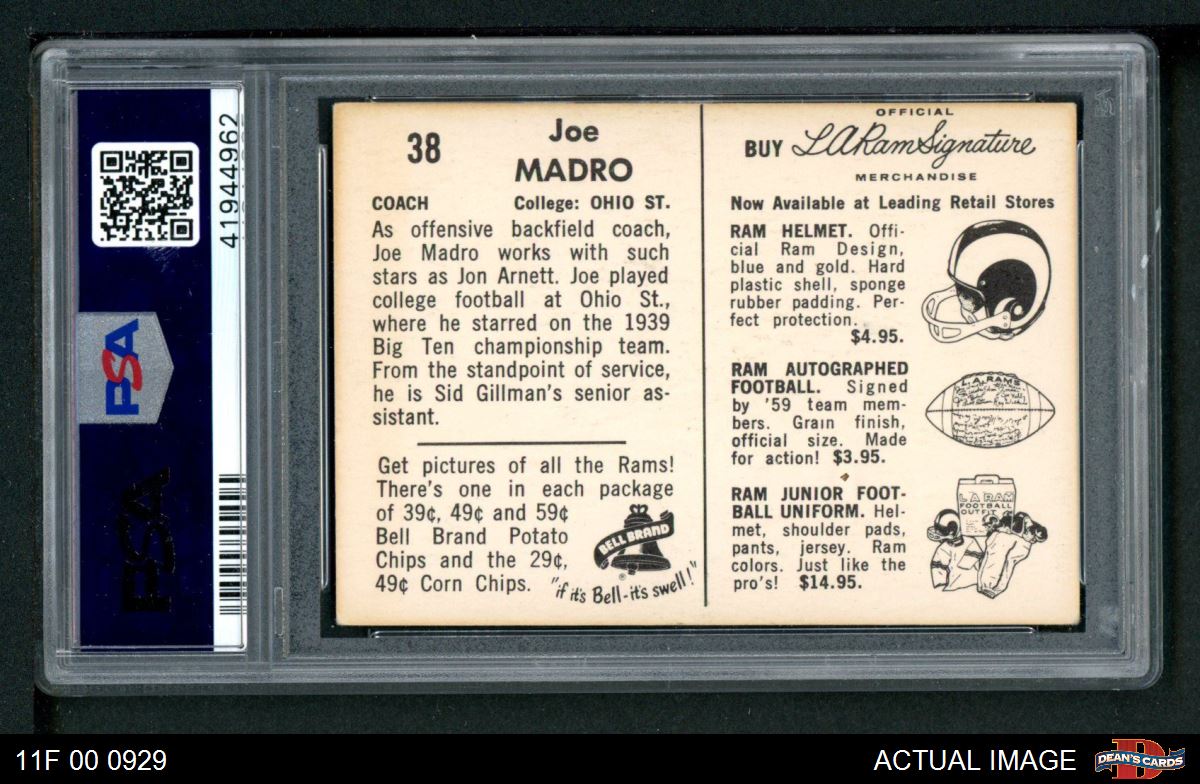 41944962
PSA
PSA
38
Joe
MADRO
COACH College: OHIO ST.
As offensive backfield coach,
Joe Madro works with such
stars as Jon Arnett. Joe played
college football at Ohio St.,
where he starred on the 1939
Big Ten championship team.
From the standpoint of service,
he is Sid Gillman's senior as-
sistant.
Get pictures of all the Rams!
There's one in each package
of 39¢, 49¢ and 59¢
Bell Brand Potato
Chips and the 29¢,
49¢ Corn Chips.
BELL BRAND
®
"if it's Bell-it's swell!"
OFFICIAL
BUY LA Ram Signature
MERCHANDISE
Now Available at Leading Retail Stores
RAM HELMET. Offi-
cial Ram Design,
blue and gold. Hard
plastic shell, sponge
rubber padding. Per-
fect protection.
$4.95.
RAM AUTOGRAPHED
FOOTBALL. Signed
by '59 team mem-
bers. Grain finish,
official size. Made
for action! $3.95.
L.A. RAMS
RAM JUNIOR FOOT-
BALL UNIFORM. Hel-
met, shoulder pads,
pants, jersey. Ram
colors. Just like the
pro's! $14.95.
L A RAM
FOOTBALL
OUTFIT
11F 00 0929
ACTUAL IMAGE
D
DEAN'S CARDS